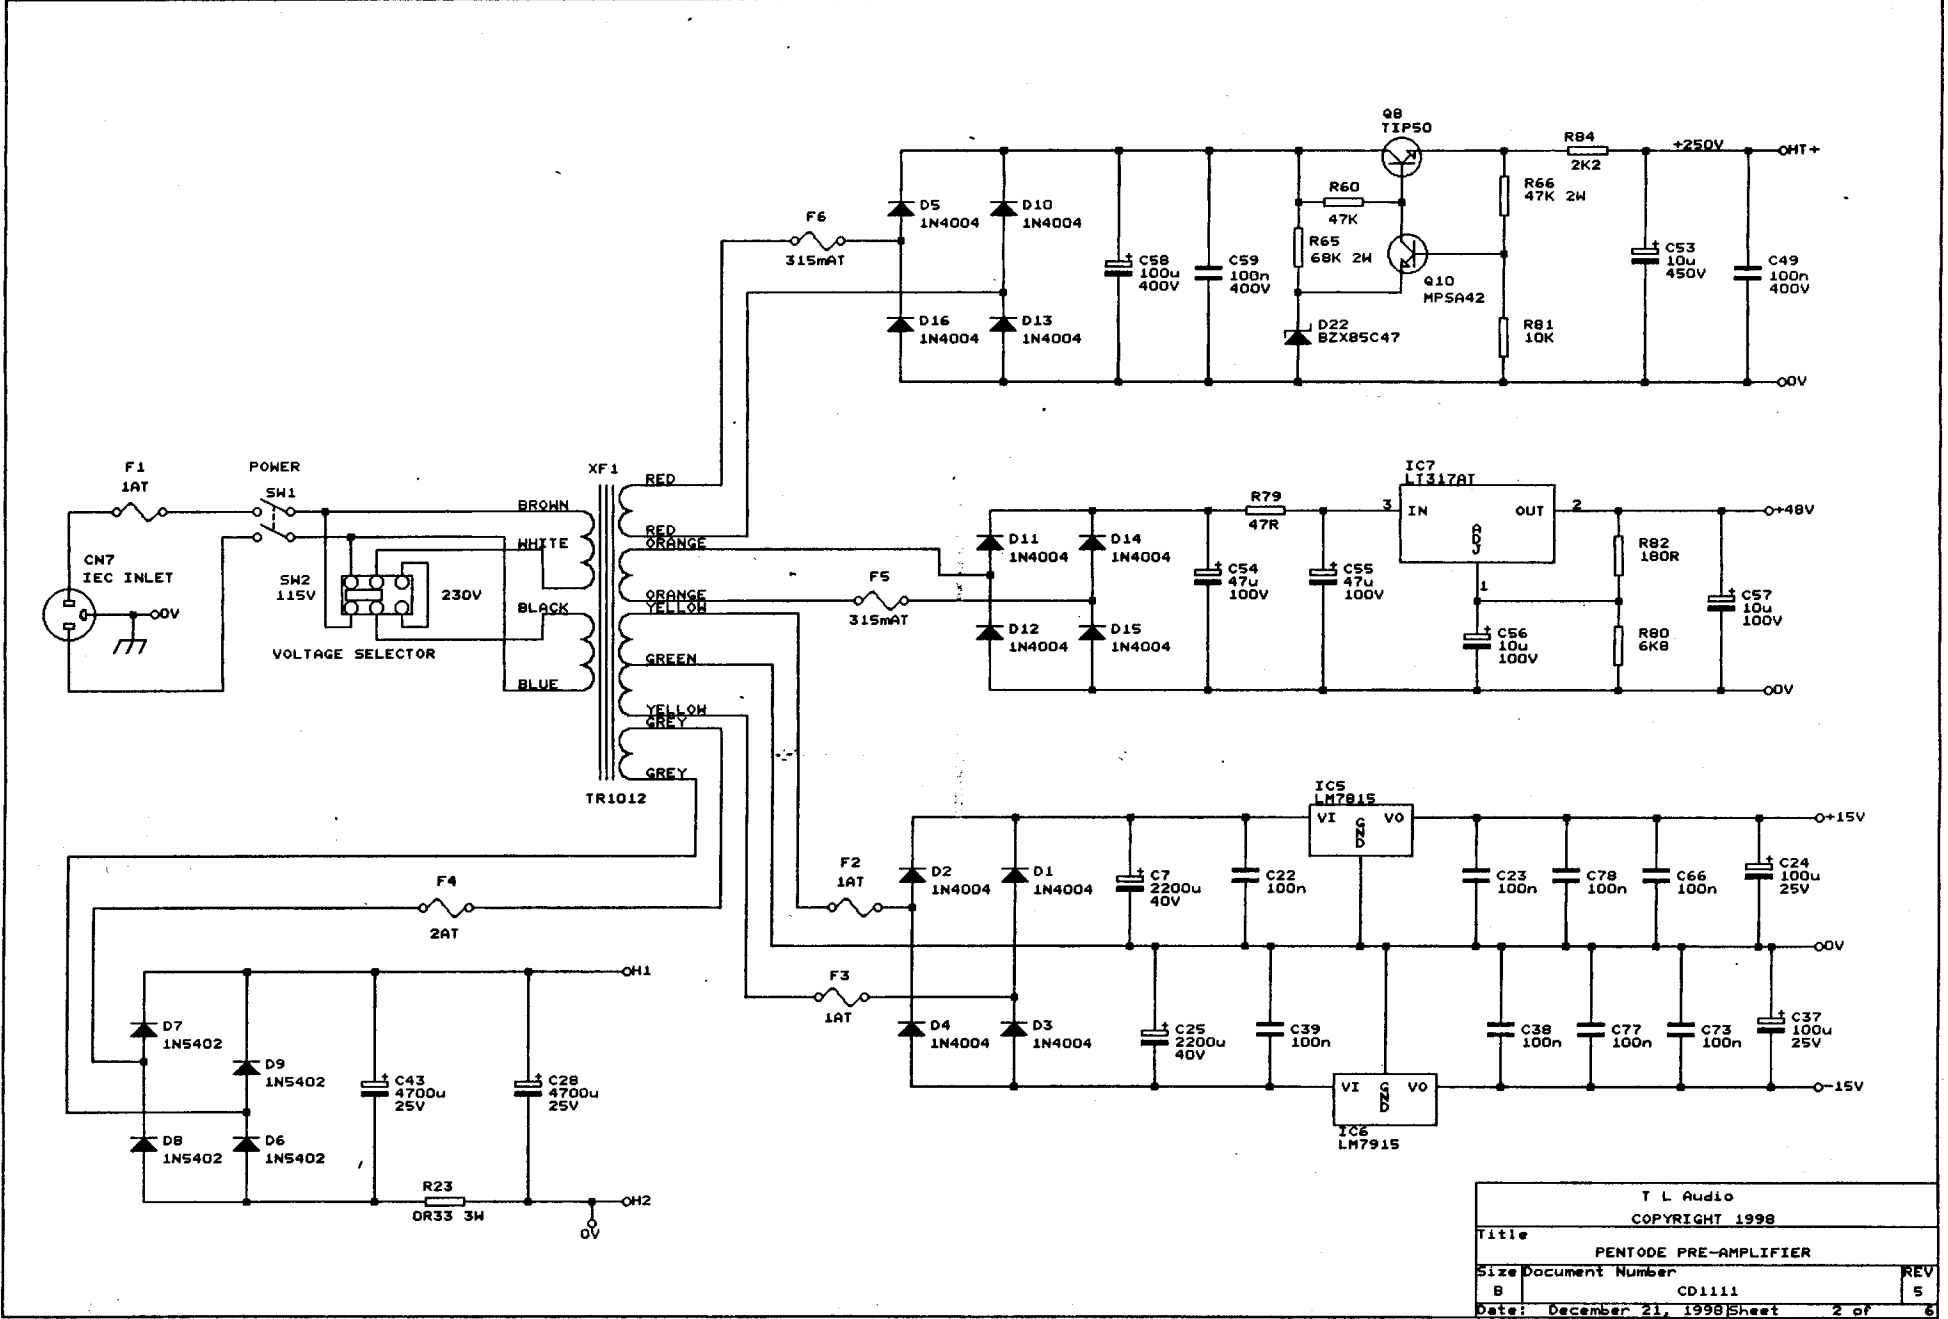 Q8
TIP50
R84
2K2
+250V
HT+
R60
47K
R66
47K 2W
D5
1N4004
D10
1N4004
F6
315mAT
R65
68K 2W
C58
100u
400V
C59
100n
400V
C53
10u
450V
C49
100n
400V
Q10
MPSA42
D16
1N4004
D13
1N4004
D22
BZX85C47
R81
10K
0V
F1
1AT
POWER
SW1
XF1
BROWN
WHITE
BLACK
BLUE
RED
RED
ORANGE
ORANGE
YELLOW
GREEN
YELLOW
GREY
GREY
TR1012
CN7
IEC INLET
0V
SW2
115V
230V
VOLTAGE SELECTOR
IC7
LT317AT
3
IN
OUT
2
ADJ
1
+48V
R79
47R
D11
1N4004
D14
1N4004
F5
315mAT
D12
1N4004
D15
1N4004
C54
47u
100V
C55
47u
100V
R82
180R
C57
10u
100V
C56
10u
100V
R80
6K8
0V
IC5
LM7815
VI
GND
VO
+15V
F2
1AT
D2
1N4004
D1
1N4004
C7
2200u
40V
C22
100n
C23
100n
C78
100n
C66
100n
C24
100u
25V
0V
F3
1AT
D4
1N4004
D3
1N4004
C25
2200u
40V
C39
100n
C38
100n
C77
100n
C73
100n
C37
100u
25V
VI
GND
VO
-15V
IC6
LM7915
F4
2AT
H1
D7
1N5402
D9
1N5402
C43
4700u
25V
C28
4700u
25V
D8
1N5402
D6
1N5402
R23
0R33 3W
H2
0V
T L Audio
COPYRIGHT 1998
Title
PENTODE PRE-AMPLIFIER
Size Document Number REV
B CD1111 5
Date: December 21, 1998 Sheet 2 of 6